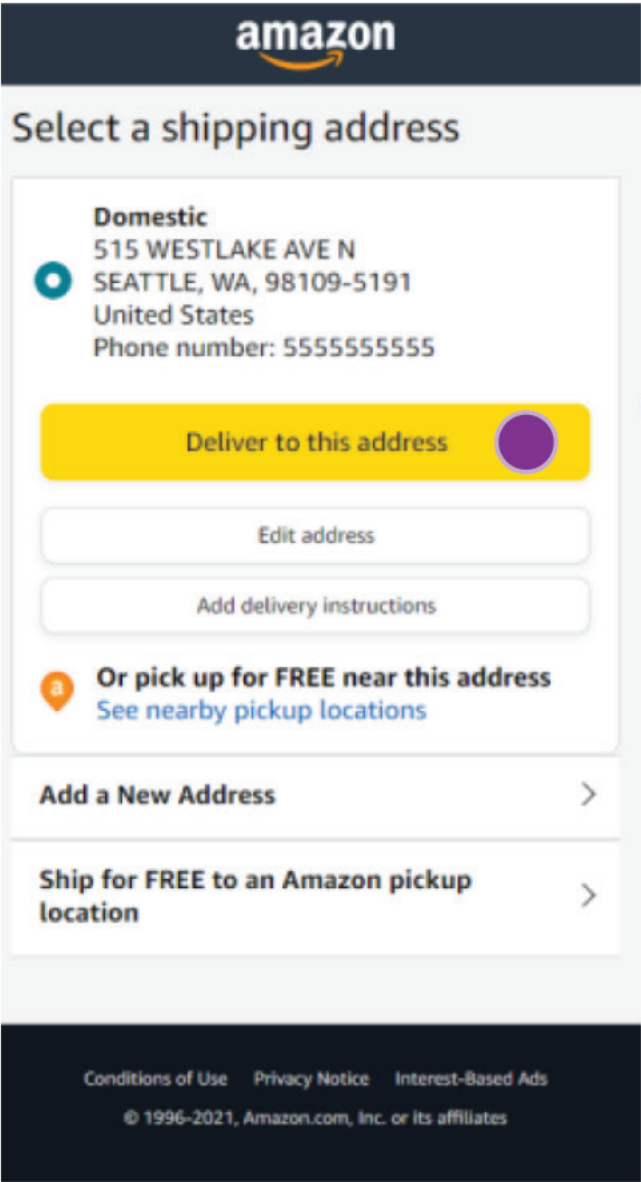 amazon
Select a shipping address
Domestic
515 WESTLAKE AVE N
SEATTLE, WA, 98109-5191
United States
Phone number: 5555555555
Deliver to this address
Edit address
Add delivery instructions
a
Or pick up for FREE near this address
See nearby pickup locations
Add a New Address
Ship for FREE to an Amazon pickup
location
Conditions of Use Privacy Notice Interest-Based Ads
© 1996-2021, Amazon.com, Inc. or its affiliates